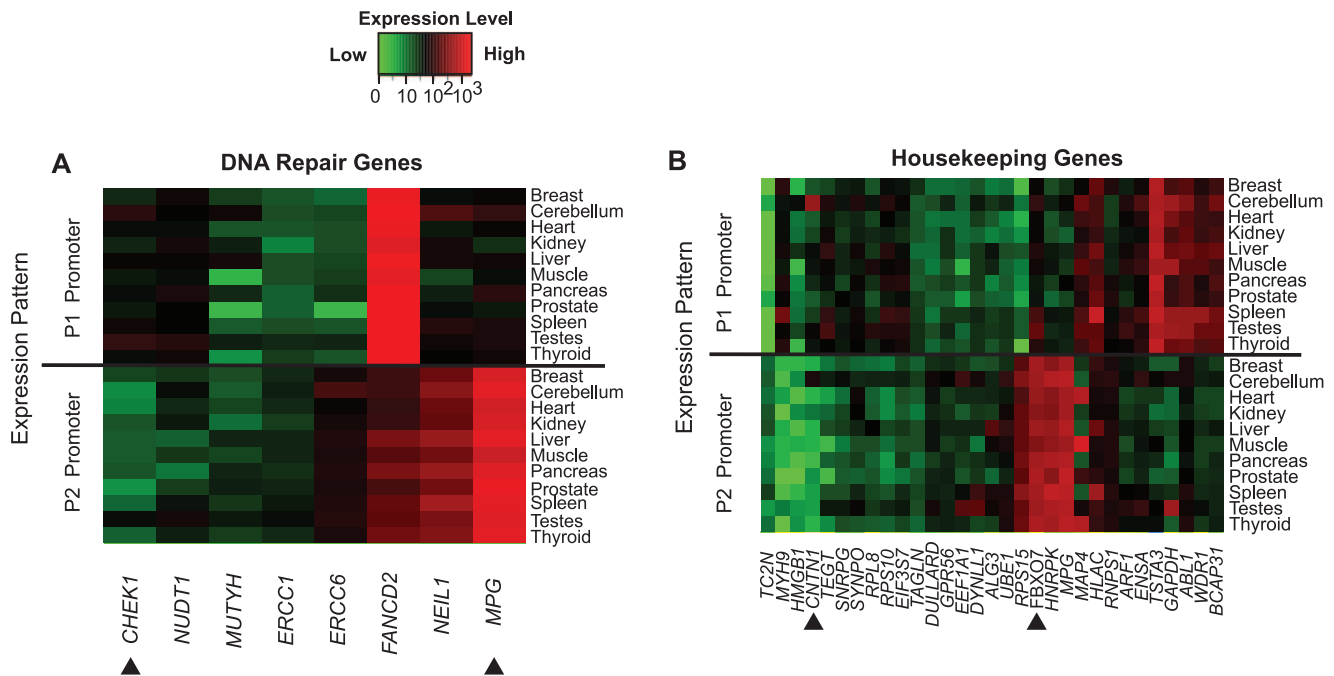 Expression Level
Low High
0 10 10² 10³
A DNA Repair Genes
Expression Pattern
P1 Promoter
Breast
Cerebellum
Heart
Kidney
Liver
Muscle
Pancreas
Prostate
Spleen
Testes
Thyroid
P2 Promoter
Breast
Cerebellum
Heart
Kidney
Liver
Muscle
Pancreas
Prostate
Spleen
Testes
Thyroid
CHEK1
NUDT1
MUTYH
ERCC1
ERCC6
FANCD2
NEIL1
MPG
B Housekeeping Genes
Expression Pattern
P1 Promoter
Breast
Cerebellum
Heart
Kidney
Liver
Muscle
Pancreas
Prostate
Spleen
Testes
Thyroid
P2 Promoter
Breast
Cerebellum
Heart
Kidney
Liver
Muscle
Pancreas
Prostate
Spleen
Testes
Thyroid
TC2N
MYH9
HMGB1
CNTN1
TEGT
SNRPG
SYNPO
RPL8
RPS10
EIF3S7
TAGLN
DULLARD
GPR56
EEF1A1
DYNLL1
ALG3
UBE1
RPS15
FBXO7
HNRPK
MPG
MAP4
HLAC
RNPS1
ARF1
ENSA
TSTA3
GAPDH
ABL1
WDR1
BCAP31